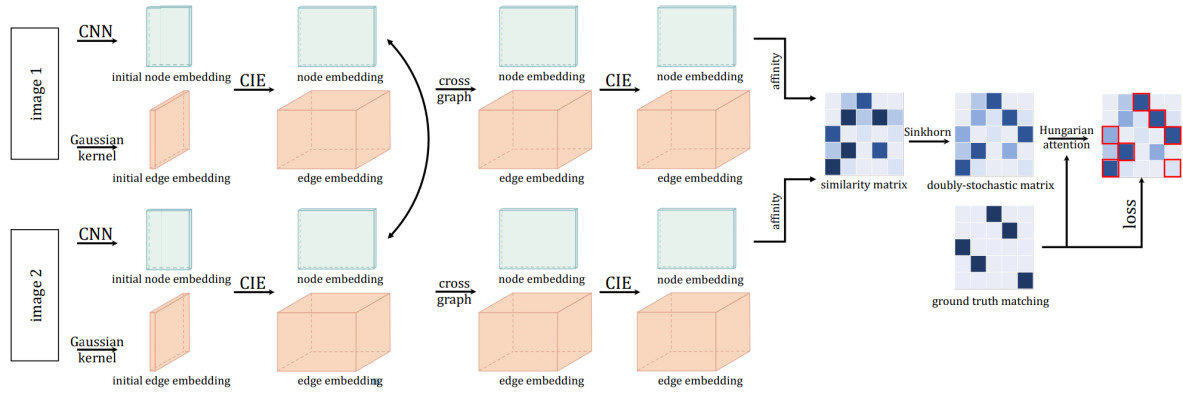 image 1
CNN
initial node embedding
Gaussian
kernel
initial edge embedding
CIE
node embedding
edge embedding
cross
graph
node embedding
edge embedding
CIE
node embedding
edge embedding
affinity
image 2
CNN
initial node embedding
Gaussian
kernel
initial edge embedding
CIE
node embedding
edge embedding
cross
graph
node embedding
edge embedding
CIE
node embedding
edge embedding
affinity
similarity matrix
Sinkhorn
doubly-stochastic matrix
Hungarian
attention
loss
ground truth matching